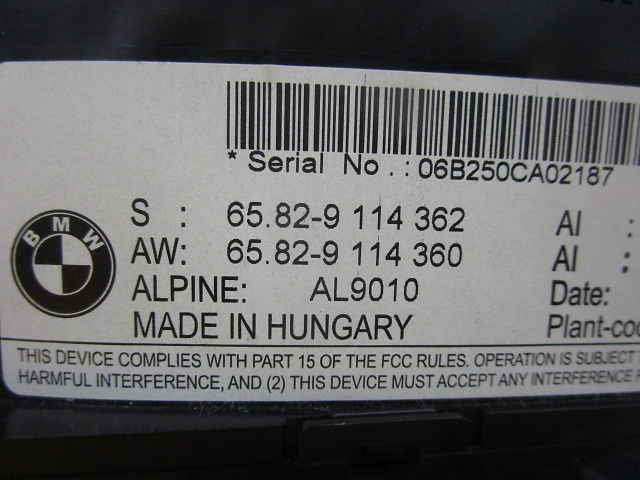 * Serial No.: 06B250CA02187
S : 65.82-9 114 362 AI :
AW: 65.82-9 114 360 AI :
BMW
ALPINE: AL9010 Date:
MADE IN HUNGARY Plant-cod
THIS DEVICE COMPLIES WITH PART 15 OF THE FCC RULES. OPERATION IS SUBJECT
HARMFUL INTERFERENCE, AND (2) THIS DEVICE MUST ACCEPT ANY INTERFERENCE